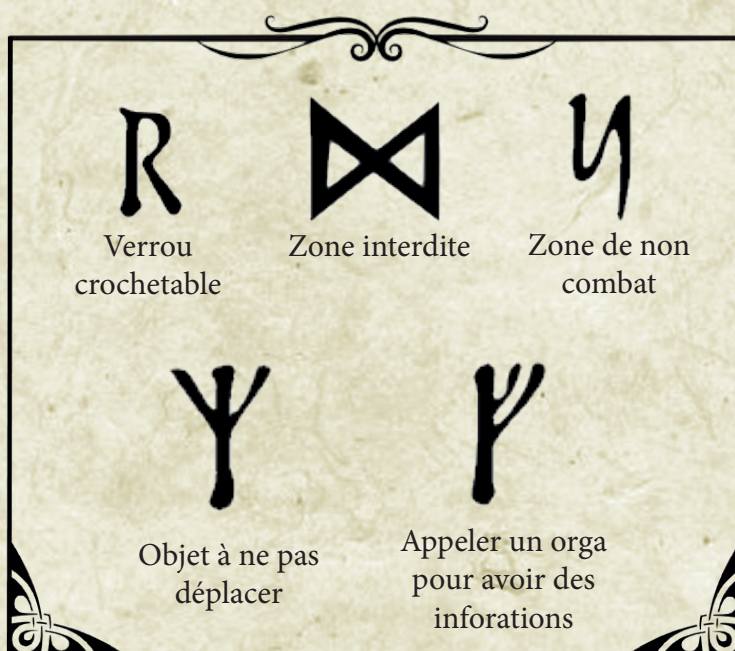 ᚱ ᛞ ᛋ
Verrou
crochetable
Zone interdite
Zone de non
combat
ᛉ ᚠ
Objet à ne pas
déplacer
Appeler un orga
pour avoir des
inforations